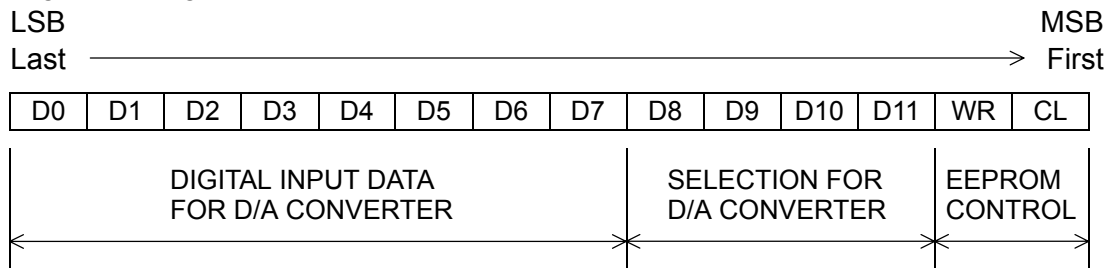 LSB MSB
Last First
D0 D1 D2 D3 D4 D5 D6 D7 D8 D9 D10 D11 WR CL
DIGITAL INPUT DATA SELECTION FOR EEPROM
FOR D/A CONVERTER D/A CONVERTER CONTROL